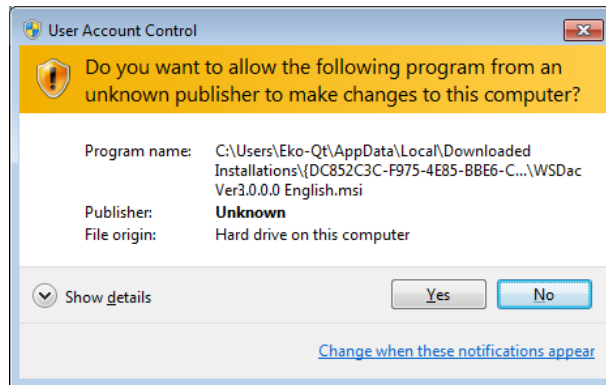 User Account Control
Do you want to allow the following program from an
unknown publisher to make changes to this computer?
Program name: C:\Users\Eko-Qt\AppData\Local\Downloaded
Installations\{DC852C3C-F975-4E85-BBE6-C...\WSDac
Ver3.0.0.0 English.msi
Publisher: Unknown
File origin: Hard drive on this computer
Show details
Yes
No
Change when these notifications appear